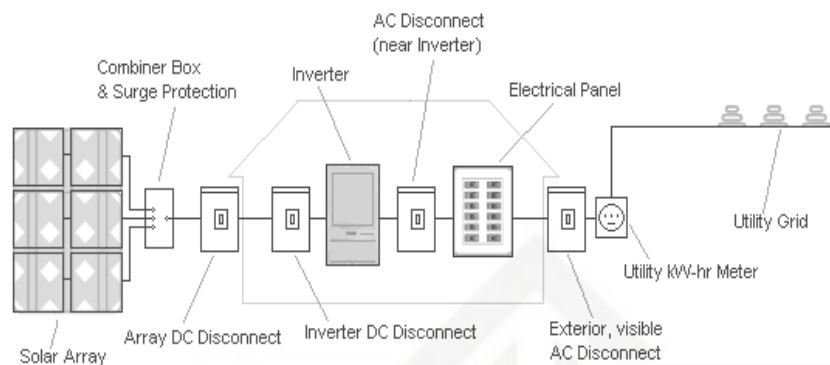 AC Disconnect
(near Inverter)
Combiner Box
& Surge Protection
Inverter
Electrical Panel
Utility Grid
Utility kW-hr Meter
Array DC Disconnect
Inverter DC Disconnect
Exterior, visible
AC Disconnect
Solar Array